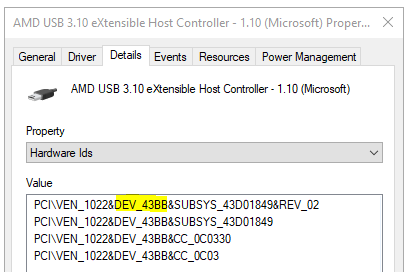 AMD USB 3.10 eXtensible Host Controller - 1.10 (Microsoft) Proper...
General Driver Details Events Resources Power Management
AMD USB 3.10 eXtensible Host Controller - 1.10 (Microsoft)
Property
Hardware Ids
Value
PCI\VEN_1022&DEV_43BB&SUBSYS_43D01849&REV_02
PCI\VEN_1022&DEV_43BB&SUBSYS_43D01849
PCI\VEN_1022&DEV_43BB&CC_0C0330
PCI\VEN_1022&DEV_43BB&CC_0C03